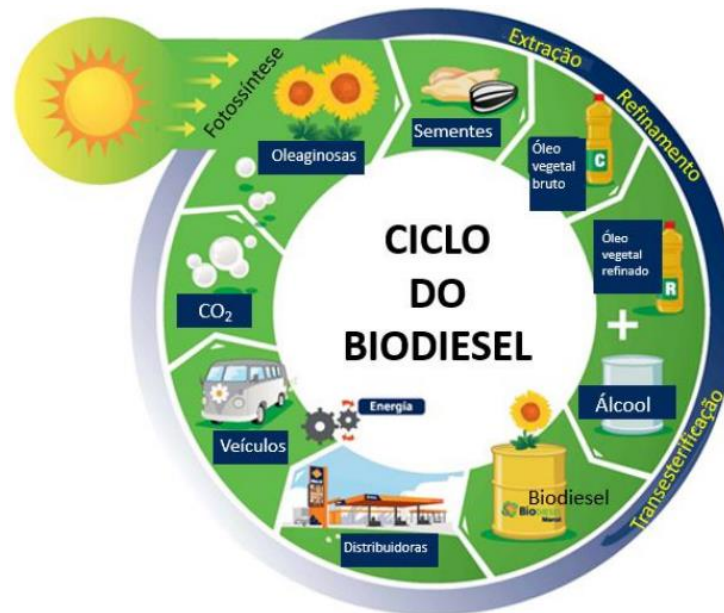 CICLO
DO
BIODIESEL
Fotossíntese
Oleaginosas
Sementes
Extração
Óleo
vegetal
bruto
C
Refinamento
Óleo
vegetal
refinado
R
+
Álcool
Transesterificação
Biodiesel
BIODIESEL
Distribuidoras
Energia
Veículos
CO₂